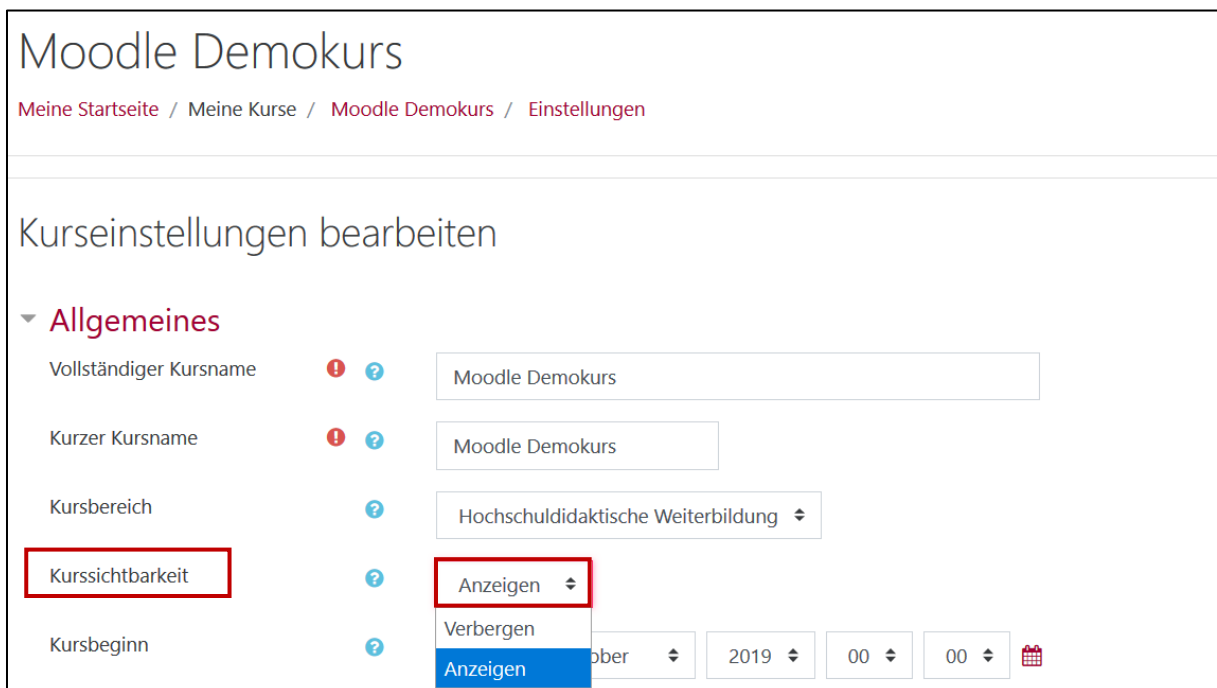 Moodle Demokurs
Meine Startseite / Meine Kurse / Moodle Demokurs / Einstellungen
Kurseinstellungen bearbeiten
Allgemeines
Vollständiger Kursname ! ? Moodle Demokurs
Kurzer Kursname ! ? Moodle Demokurs
Kursbereich ? Hochschuldidaktische Weiterbildung
Kurssichtbarkeit ? Anzeigen
Verbergen
Anzeigen
Kursbeginn ? 2019 00 00